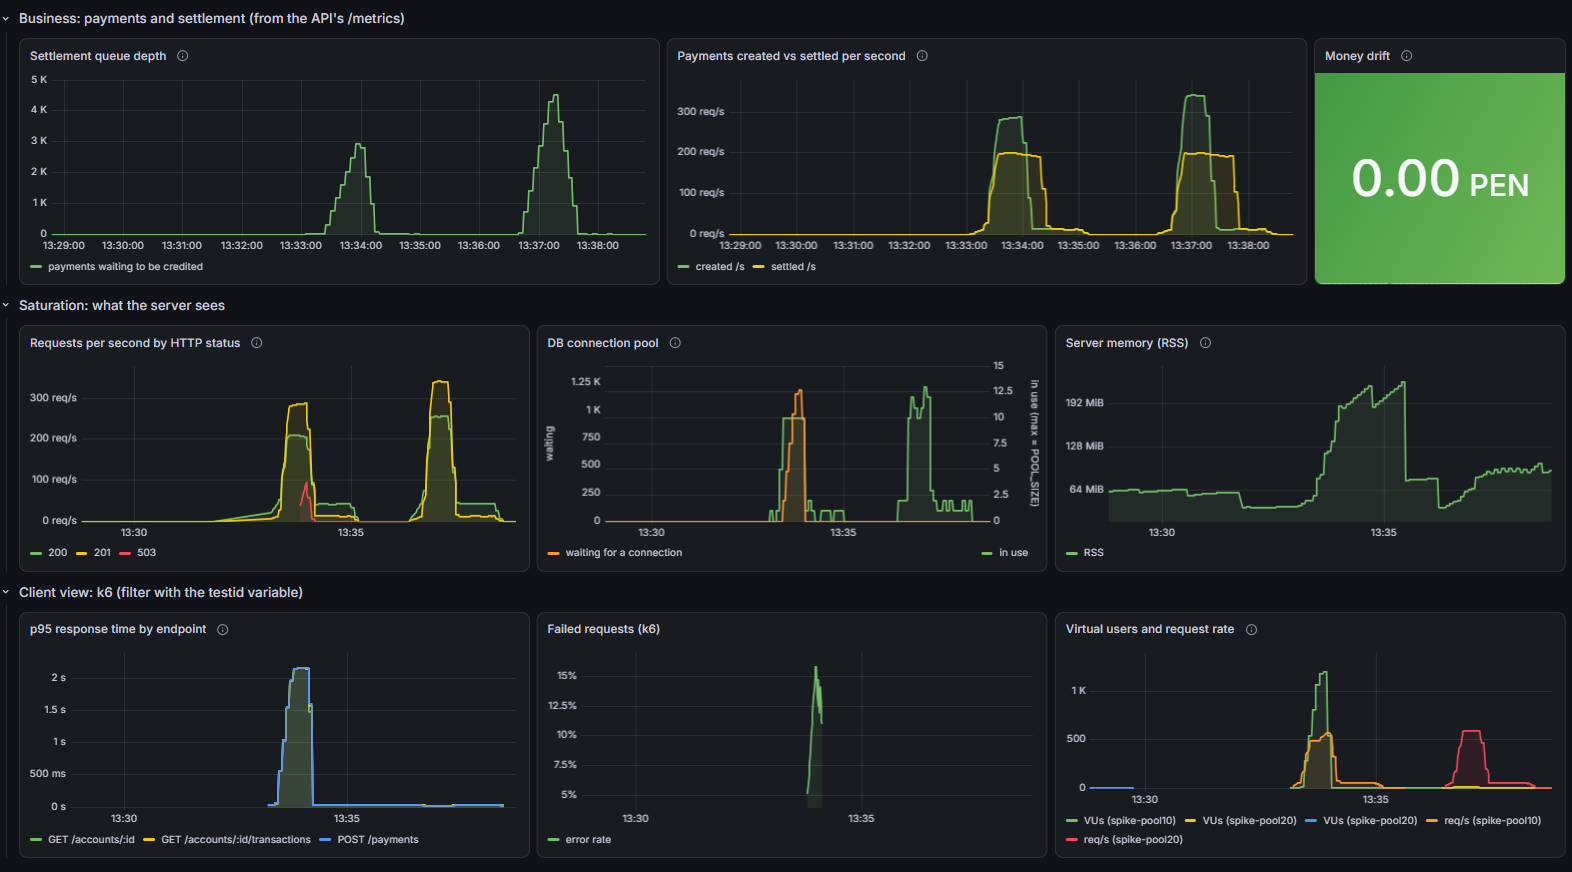 Business: payments and settlement (from the API's /metrics)
Settlement queue depth
5 K
4 K
3 K
2 K
1 K
0
13:29:00 13:30:00 13:31:00 13:32:00 13:33:00 13:34:00 13:35:00 13:36:00 13:37:00 13:38:00
payments waiting to be credited
Payments created vs settled per second
300 req/s
200 req/s
100 req/s
0 req/s
13:29:00 13:30:00 13:31:00 13:32:00 13:33:00 13:34:00 13:35:00 13:36:00 13:37:00 13:38:00
created /s settled /s
Money drift
0.00 PEN
Saturation: what the server sees
Requests per second by HTTP status
300 req/s
200 req/s
100 req/s
0 req/s
13:30 13:35
200 201 503
DB connection pool
waiting
1.25 K
1 K
750
500
250
0
15
12.5
10
7.5
5
2.5
0
in use (max = POOL_SIZE)
13:30 13:35
waiting for a connection in use
Server memory (RSS)
192 MiB
128 MiB
64 MiB
13:30 13:35
RSS
Client view: k6 (filter with the testid variable)
p95 response time by endpoint
2 s
1.5 s
1 s
500 ms
0 s
13:30 13:35
GET /accounts/:id GET /accounts/:id/transactions POST /payments
Failed requests (k6)
15%
12.5%
10%
7.5%
5%
13:30 13:35
error rate
Virtual users and request rate
1 K
500
0
13:30 13:35
VUs (spike-pool10) VUs (spike-pool20) VUs (spike-pool20) req/s (spike-pool10)
req/s (spike-pool20)